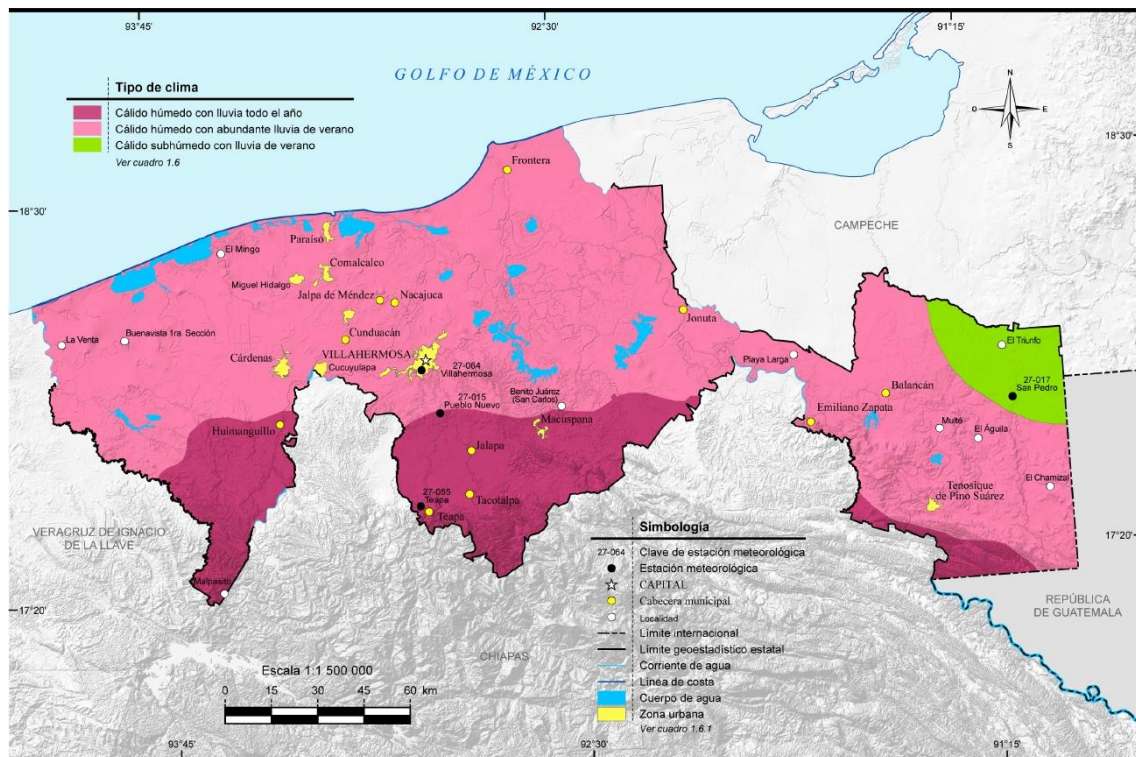 93°45'
92°30'
91°15'
GOLFO DE MÉXICO
Tipo de clima
Cálido húmedo con lluvia todo el año
Cálido húmedo con abundante lluvia de verano
Cálido subhúmedo con lluvia de verano
Ver cuadro 1.6
N
O
E
S
18°30'
18°30'
Frontera
CAMPECHE
Paraíso
El Mingo
Comalcalco
Miguel Hidalgo
Jalpa de Méndez
Nacajuca
Jonuta
La Venta
Buenavista 1ra. Sección
Cunduacán
El Triunfo
VILLAHERMOSA
Cárdenas
Cucuyulapa
27-064
Villahermosa
Playa Larga
27-017
San Pedro
Balancán
27-015
Pueblo Nuevo
Benito Juárez
(San Carlos)
Macuspana
Emiliano Zapata
Huimanguillo
Multé
El Águila
Jalapa
El Chamizal
Tenosique
de Pino Suárez
27-055
Teapa
Tacotalpa
Teapa
VERACRUZ DE IGNACIO
DE LA LLAVE
17°20'
Malpasito
17°20'
REPÚBLICA
DE GUATEMALA
CHIAPAS
Simbología
27-064 Clave de estación meteorológica
Estación meteorológica
CAPITAL
Cabecera municipal
Localidad
Límite internacional
Límite geoestadístico estatal
Corriente de agua
Línea de costa
Cuerpo de agua
Zona urbana
Ver cuadro 1.6.1
Escala 1:1 500 000
0 15 30 45 60 km
93°45'
92°30'
91°15'